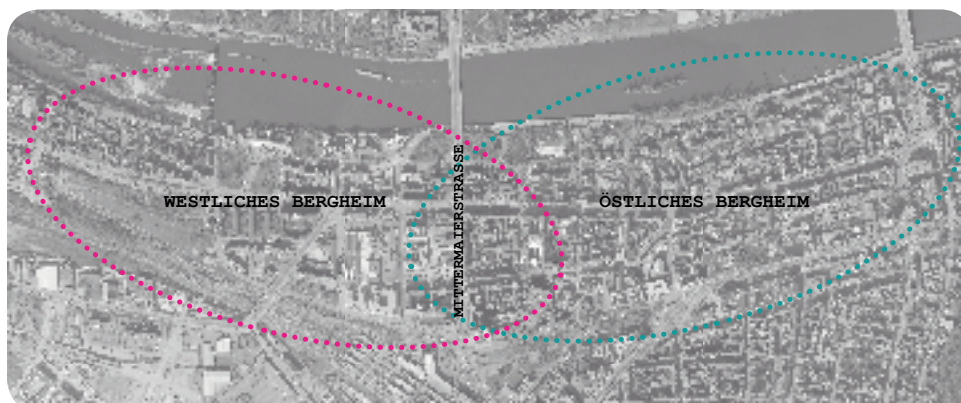 WESTLICHES BERGHEIM
MITTERMAIERSTRASSE
ÖSTLICHES BERGHEIM